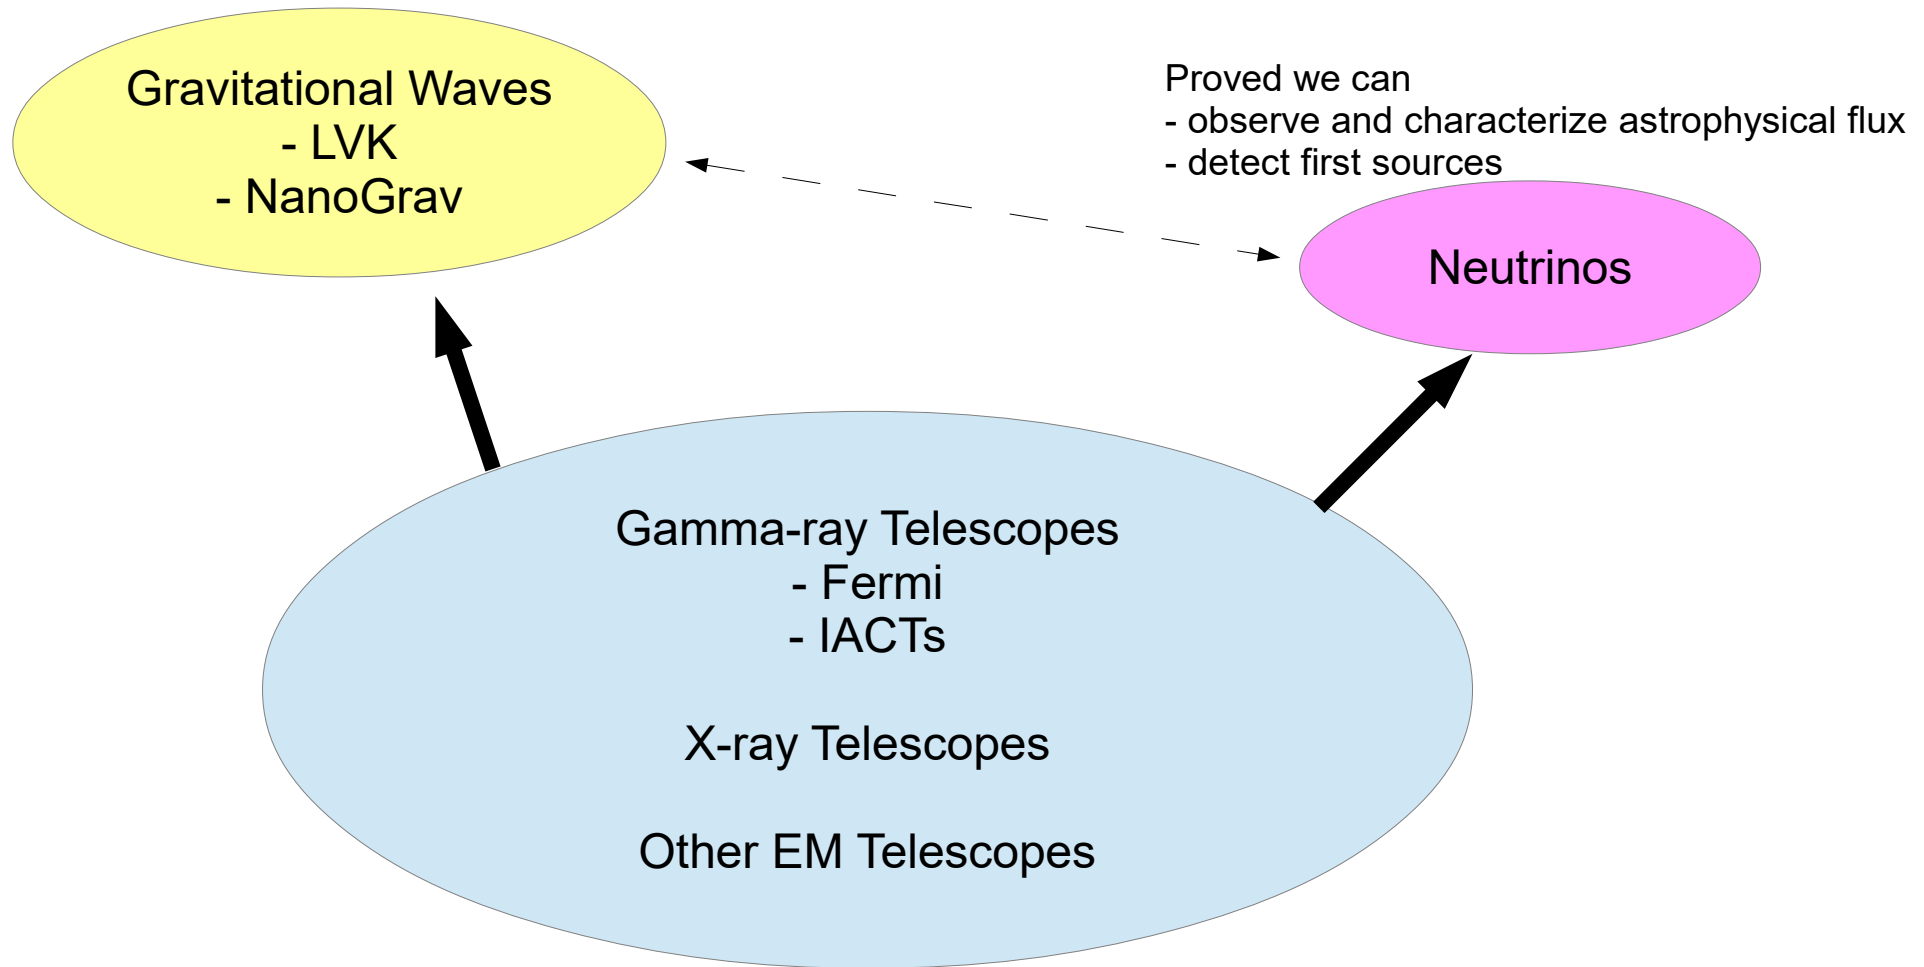 Gravitational Waves
- LVK
- NanoGrav
Proved we can
- observe and characterize astrophysical flux
- detect first sources
Neutrinos
Gamma-ray Telescopes
- Fermi
- IACTs
X-ray Telescopes
Other EM Telescopes